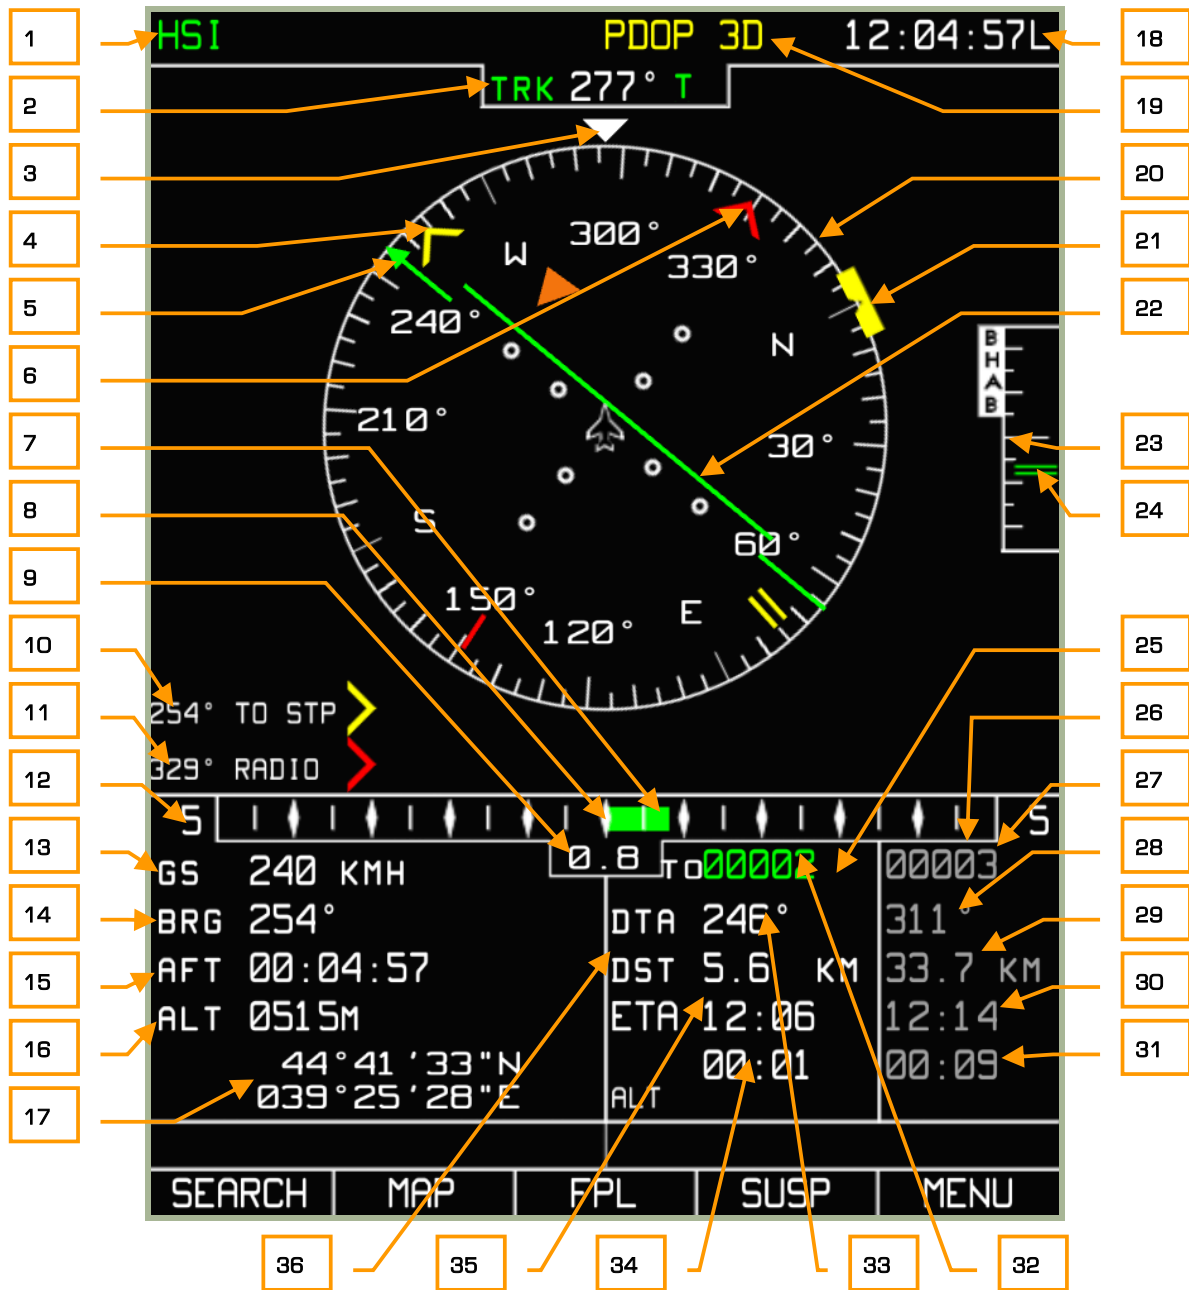 1
HSI
PDOP 3D
12:04:57L
18
2
TRK 277° T
19
3
20
4
W
300°
330°
21
5
240°
22
6
N
B
H
A
B
7
210°
30°
23
8
S
60°
24
9
150°
120°
E
10
254° TO STP
25
11
329° RADIO
26
12
S
S
27
13
GS 240 KMH
0.8
TO 00002
00003
28
14
BRG 254°
DTA 246°
311°
29
15
AFT 00:04:57
DST 5.6 KM
33.7 KM
30
16
ALT 0515M
ETA 12:06
12:14
31
44°41'33"N
00:01
00:09
17
039°25'28"E
ALT
SEARCH
MAP
FPL
SUSP
MENU
36
35
34
33
32